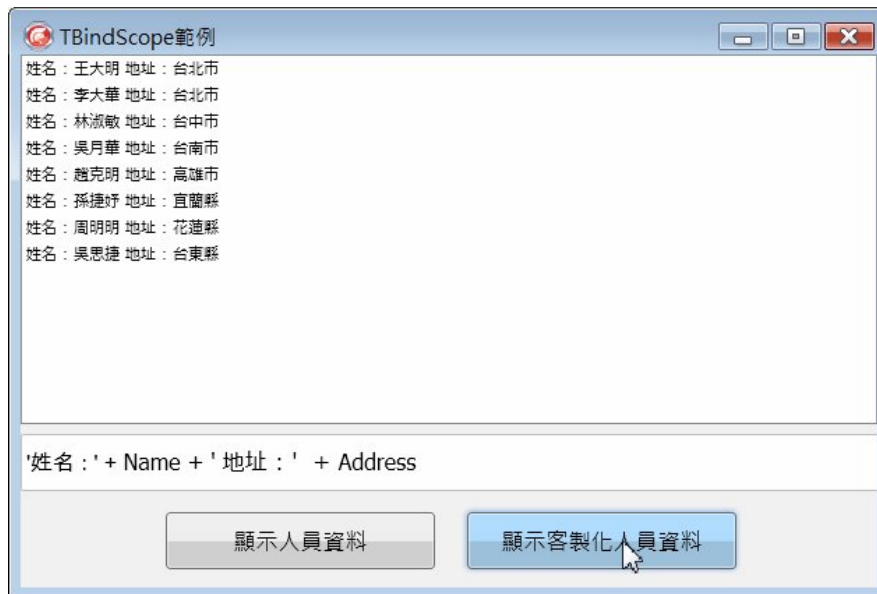 TBindScope範例
姓名：王大明 地址：台北市
姓名：李大華 地址：台北市
姓名：林淑敏 地址：台中市
姓名：吳月華 地址：台南市
姓名：趙克明 地址：高雄市
姓名：孫捷妤 地址：宜蘭縣
姓名：周明明 地址：花蓮縣
姓名：吳思捷 地址：台東縣
'姓名：' + Name + ' 地址：' + Address
顯示人員資料
顯示客製化人員資料